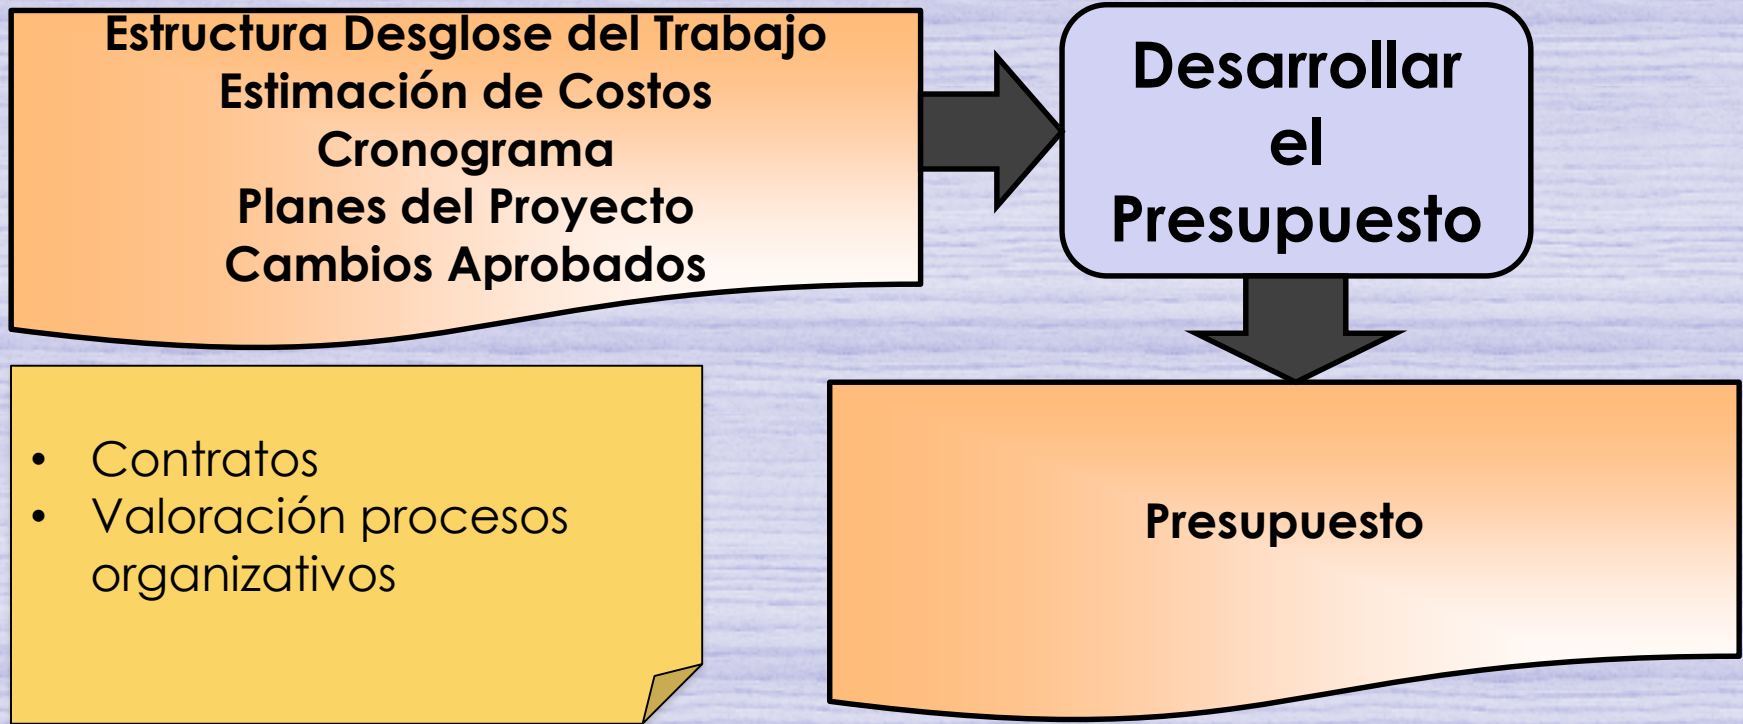 Estructura Desglose del Trabajo
Estimación de Costos
Cronograma
Planes del Proyecto
Cambios Aprobados
Desarrollar
el
Presupuesto
• Contratos
• Valoración procesos
organizativos
Presupuesto